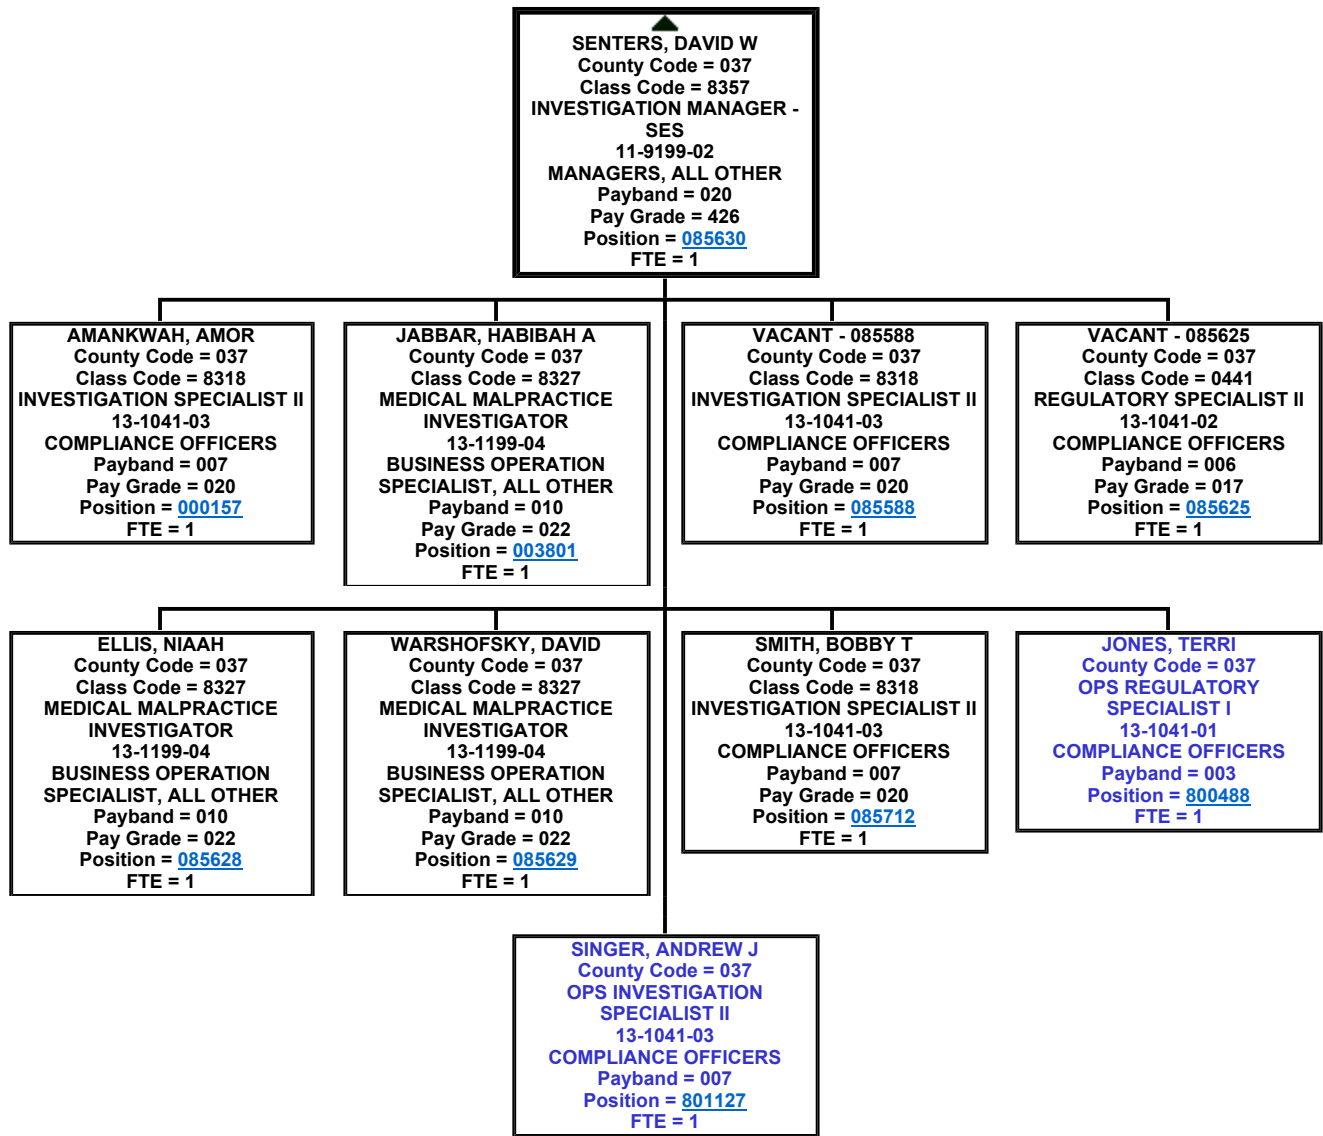 SENTERS, DAVID W
County Code = 037
Class Code = 8357
INVESTIGATION MANAGER -
SES
11-9199-02
MANAGERS, ALL OTHER
Payband = 020
Pay Grade = 426
Position = 085630
FTE = 1
AMANKWAH, AMOR
County Code = 037
Class Code = 8318
INVESTIGATION SPECIALIST II
13-1041-03
COMPLIANCE OFFICERS
Payband = 007
Pay Grade = 020
Position = 000157
FTE = 1
JABBAR, HABIBAH A
County Code = 037
Class Code = 8327
MEDICAL MALPRACTICE
INVESTIGATOR
13-1199-04
BUSINESS OPERATION
SPECIALIST, ALL OTHER
Payband = 010
Pay Grade = 022
Position = 003801
FTE = 1
VACANT - 085588
County Code = 037
Class Code = 8318
INVESTIGATION SPECIALIST II
13-1041-03
COMPLIANCE OFFICERS
Payband = 007
Pay Grade = 020
Position = 085588
FTE = 1
VACANT - 085625
County Code = 037
Class Code = 0441
REGULATORY SPECIALIST II
13-1041-02
COMPLIANCE OFFICERS
Payband = 006
Pay Grade = 017
Position = 085625
FTE = 1
ELLIS, NIAAH
County Code = 037
Class Code = 8327
MEDICAL MALPRACTICE
INVESTIGATOR
13-1199-04
BUSINESS OPERATION
SPECIALIST, ALL OTHER
Payband = 010
Pay Grade = 022
Position = 085628
FTE = 1
WARSHOFSKY, DAVID
County Code = 037
Class Code = 8327
MEDICAL MALPRACTICE
INVESTIGATOR
13-1199-04
BUSINESS OPERATION
SPECIALIST, ALL OTHER
Payband = 010
Pay Grade = 022
Position = 085629
FTE = 1
SMITH, BOBBY T
County Code = 037
Class Code = 8318
INVESTIGATION SPECIALIST II
13-1041-03
COMPLIANCE OFFICERS
Payband = 007
Pay Grade = 020
Position = 085712
FTE = 1
JONES, TERRI
County Code = 037
OPS REGULATORY
SPECIALIST I
13-1041-01
COMPLIANCE OFFICERS
Payband = 003
Position = 800488
FTE = 1
SINGER, ANDREW J
County Code = 037
OPS INVESTIGATION
SPECIALIST II
13-1041-03
COMPLIANCE OFFICERS
Payband = 007
Position = 801127
FTE = 1